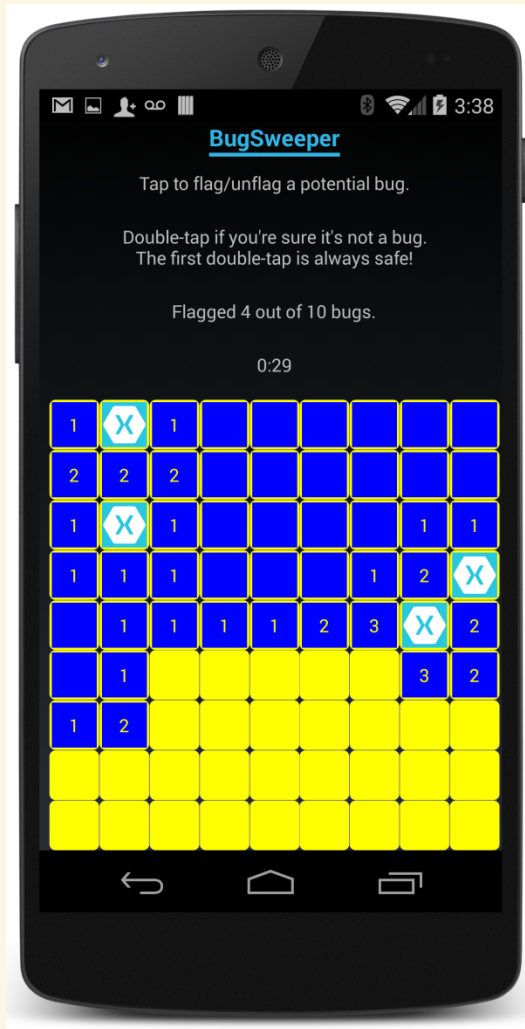 3:38
BugSweeper
Tap to flag/unflag a potential bug.
Double-tap if you're sure it's not a bug.
The first double-tap is always safe!
Flagged 4 out of 10 bugs.
0:29
1 1
2 2 2
1 1 1 1
1 1 1 1 2
1 1 1 1 2 3 2
1 3 2
1 2